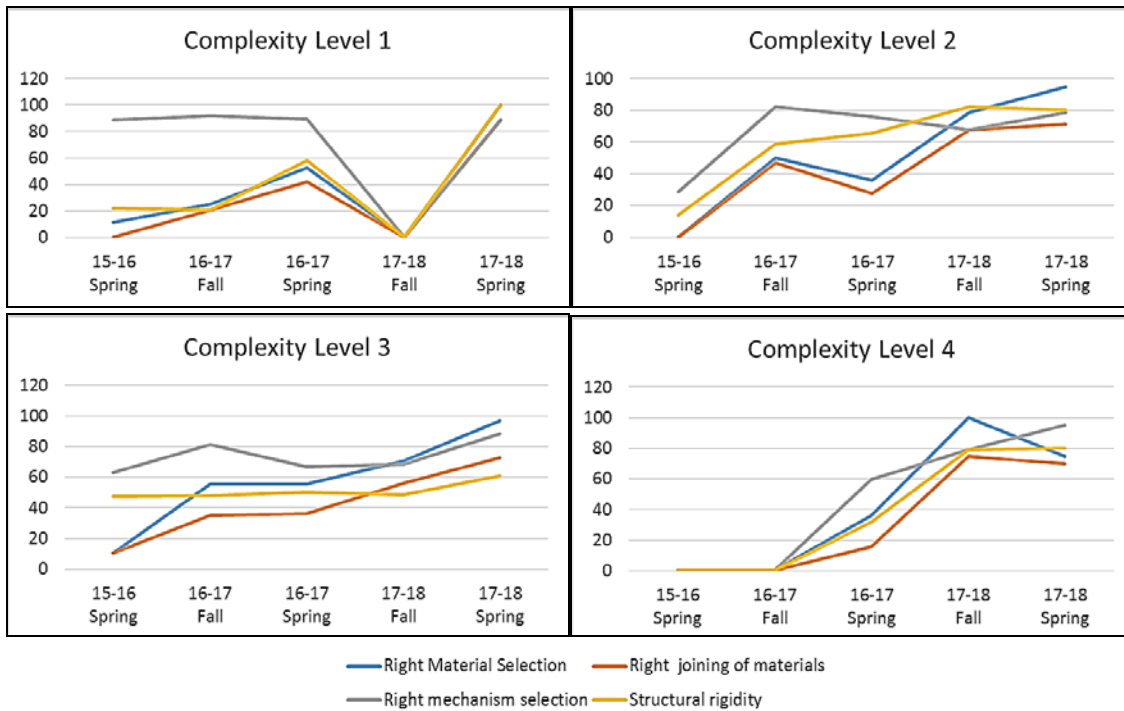 Complexity Level 1
120
100
80
60
40
20
0
15-16 16-17 16-17 17-18 17-18
Spring Fall Spring Fall Spring
Complexity Level 2
100
80
60
40
20
0
15-16 16-17 16-17 17-18 17-18
Spring Fall Spring Fall Spring
Complexity Level 3
120
100
80
60
40
20
0
15-16 16-17 16-17 17-18 17-18
Spring Fall Spring Fall Spring
Complexity Level 4
120
100
80
60
40
20
0
15-16 16-17 16-17 17-18 17-18
Spring Fall Spring Fall Spring
Right Material Selection Right joining of materials
Right mechanism selection Structural rigidity